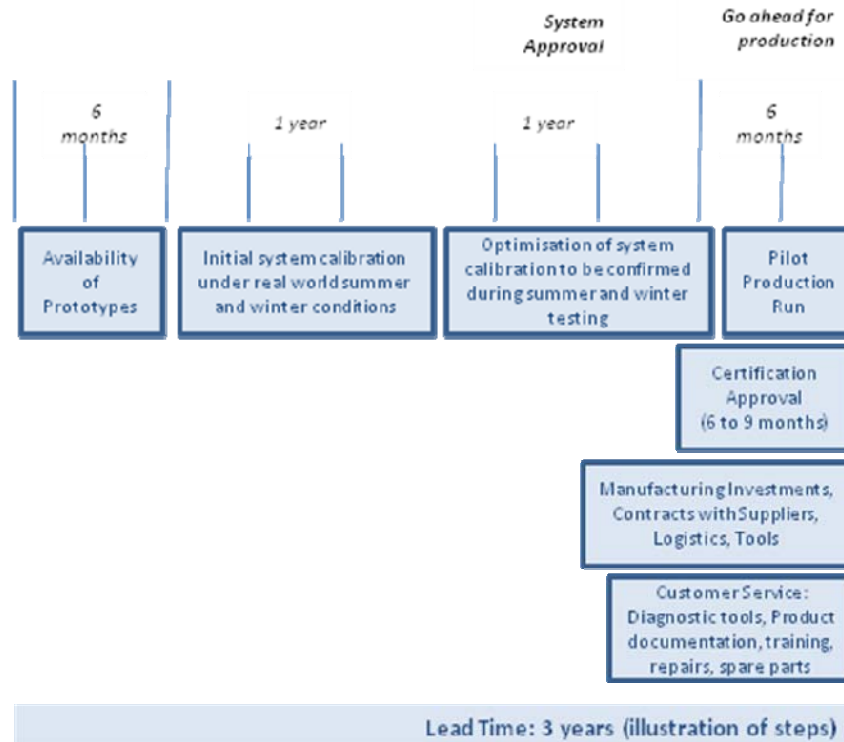 System
Approval
Go ahead for
production
6
months
1 year
1 year
6
months
Availability
of
Prototypes
Initial system calibration
under real world summer
and winter conditions
Optimisation of system
calibration to be confirmed
during summer and winter
testing
Pilot
Production
Run
Certification
Approval
(6 to 9 months)
Manufacturing Investments,
Contracts with Suppliers,
Logistics, Tools
Customer Service:
Diagnostic tools, Product
documentation, training,
repairs, spare parts
Lead Time: 3 years (illustration of steps)